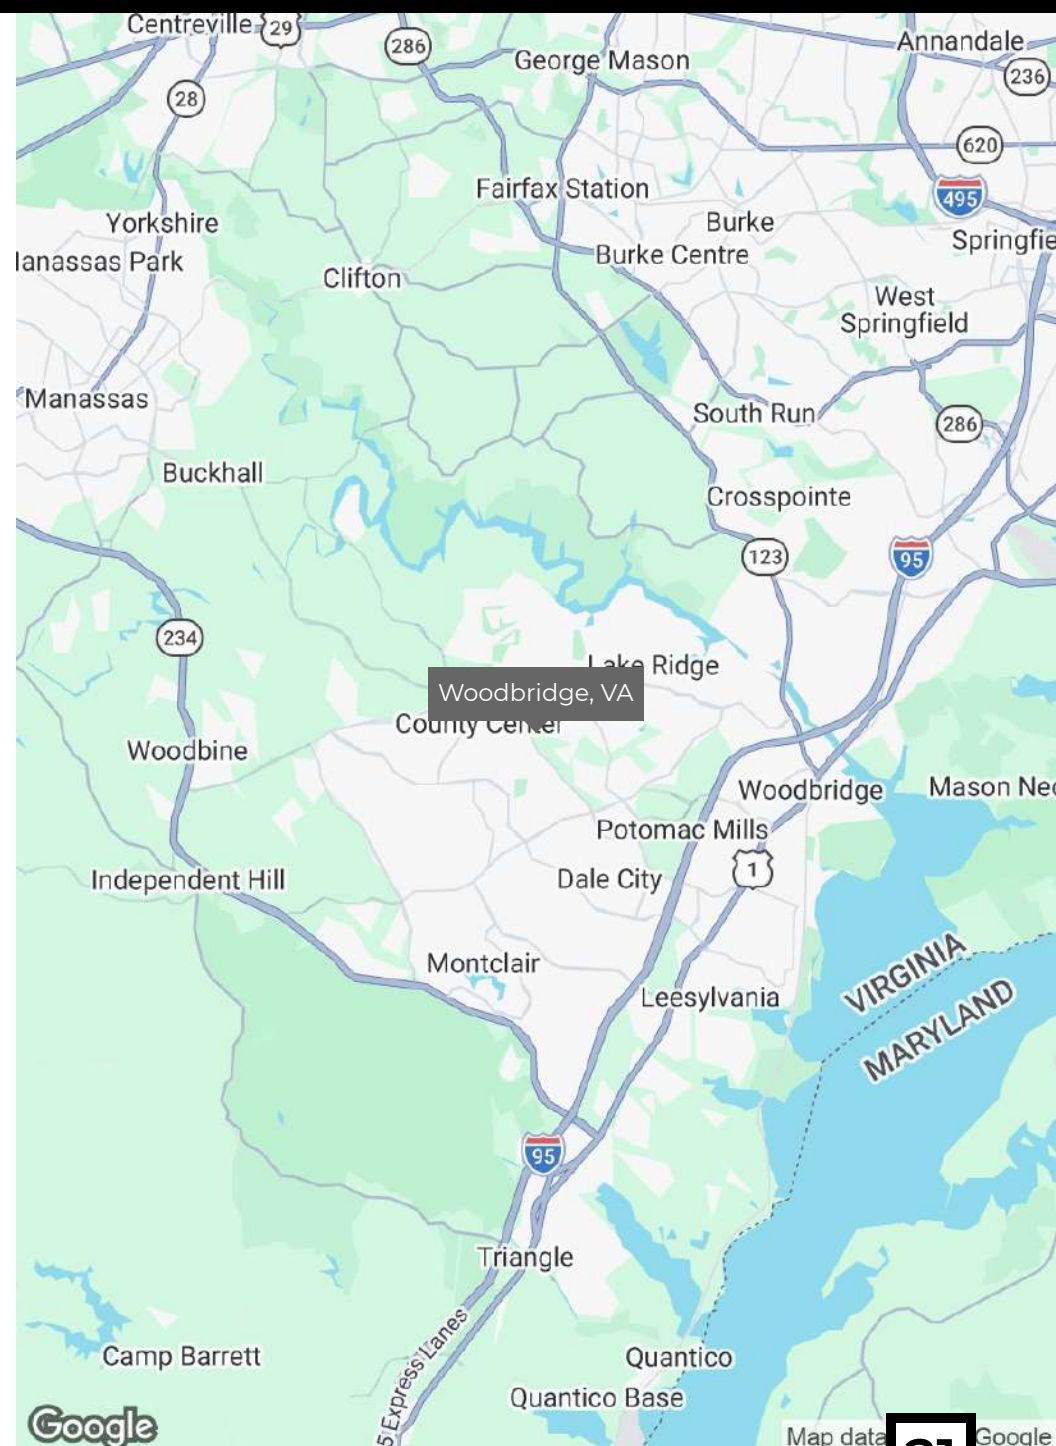 Centreville
29
286
George Mason
Annandale
236
28
620
Fairfax Station
495
Yorkshire
Burke
Springfie
Burke Centre
lanassas Park
Clifton
West
Springfield
Manassas
South Run
286
Buckhall
Crosspointe
123
95
234
Lake Ridge
Woodbridge, VA
County Center
Woodbine
Woodbridge
Mason Nec
Potomac Mills
1
Independent Hill
Dale City
Montclair
VIRGINIA
Leesylvania
MARYLAND
95
Triangle
5 Express Lanes
Camp Barrett
Quantico
Quantico Base
Google
Map data
Google